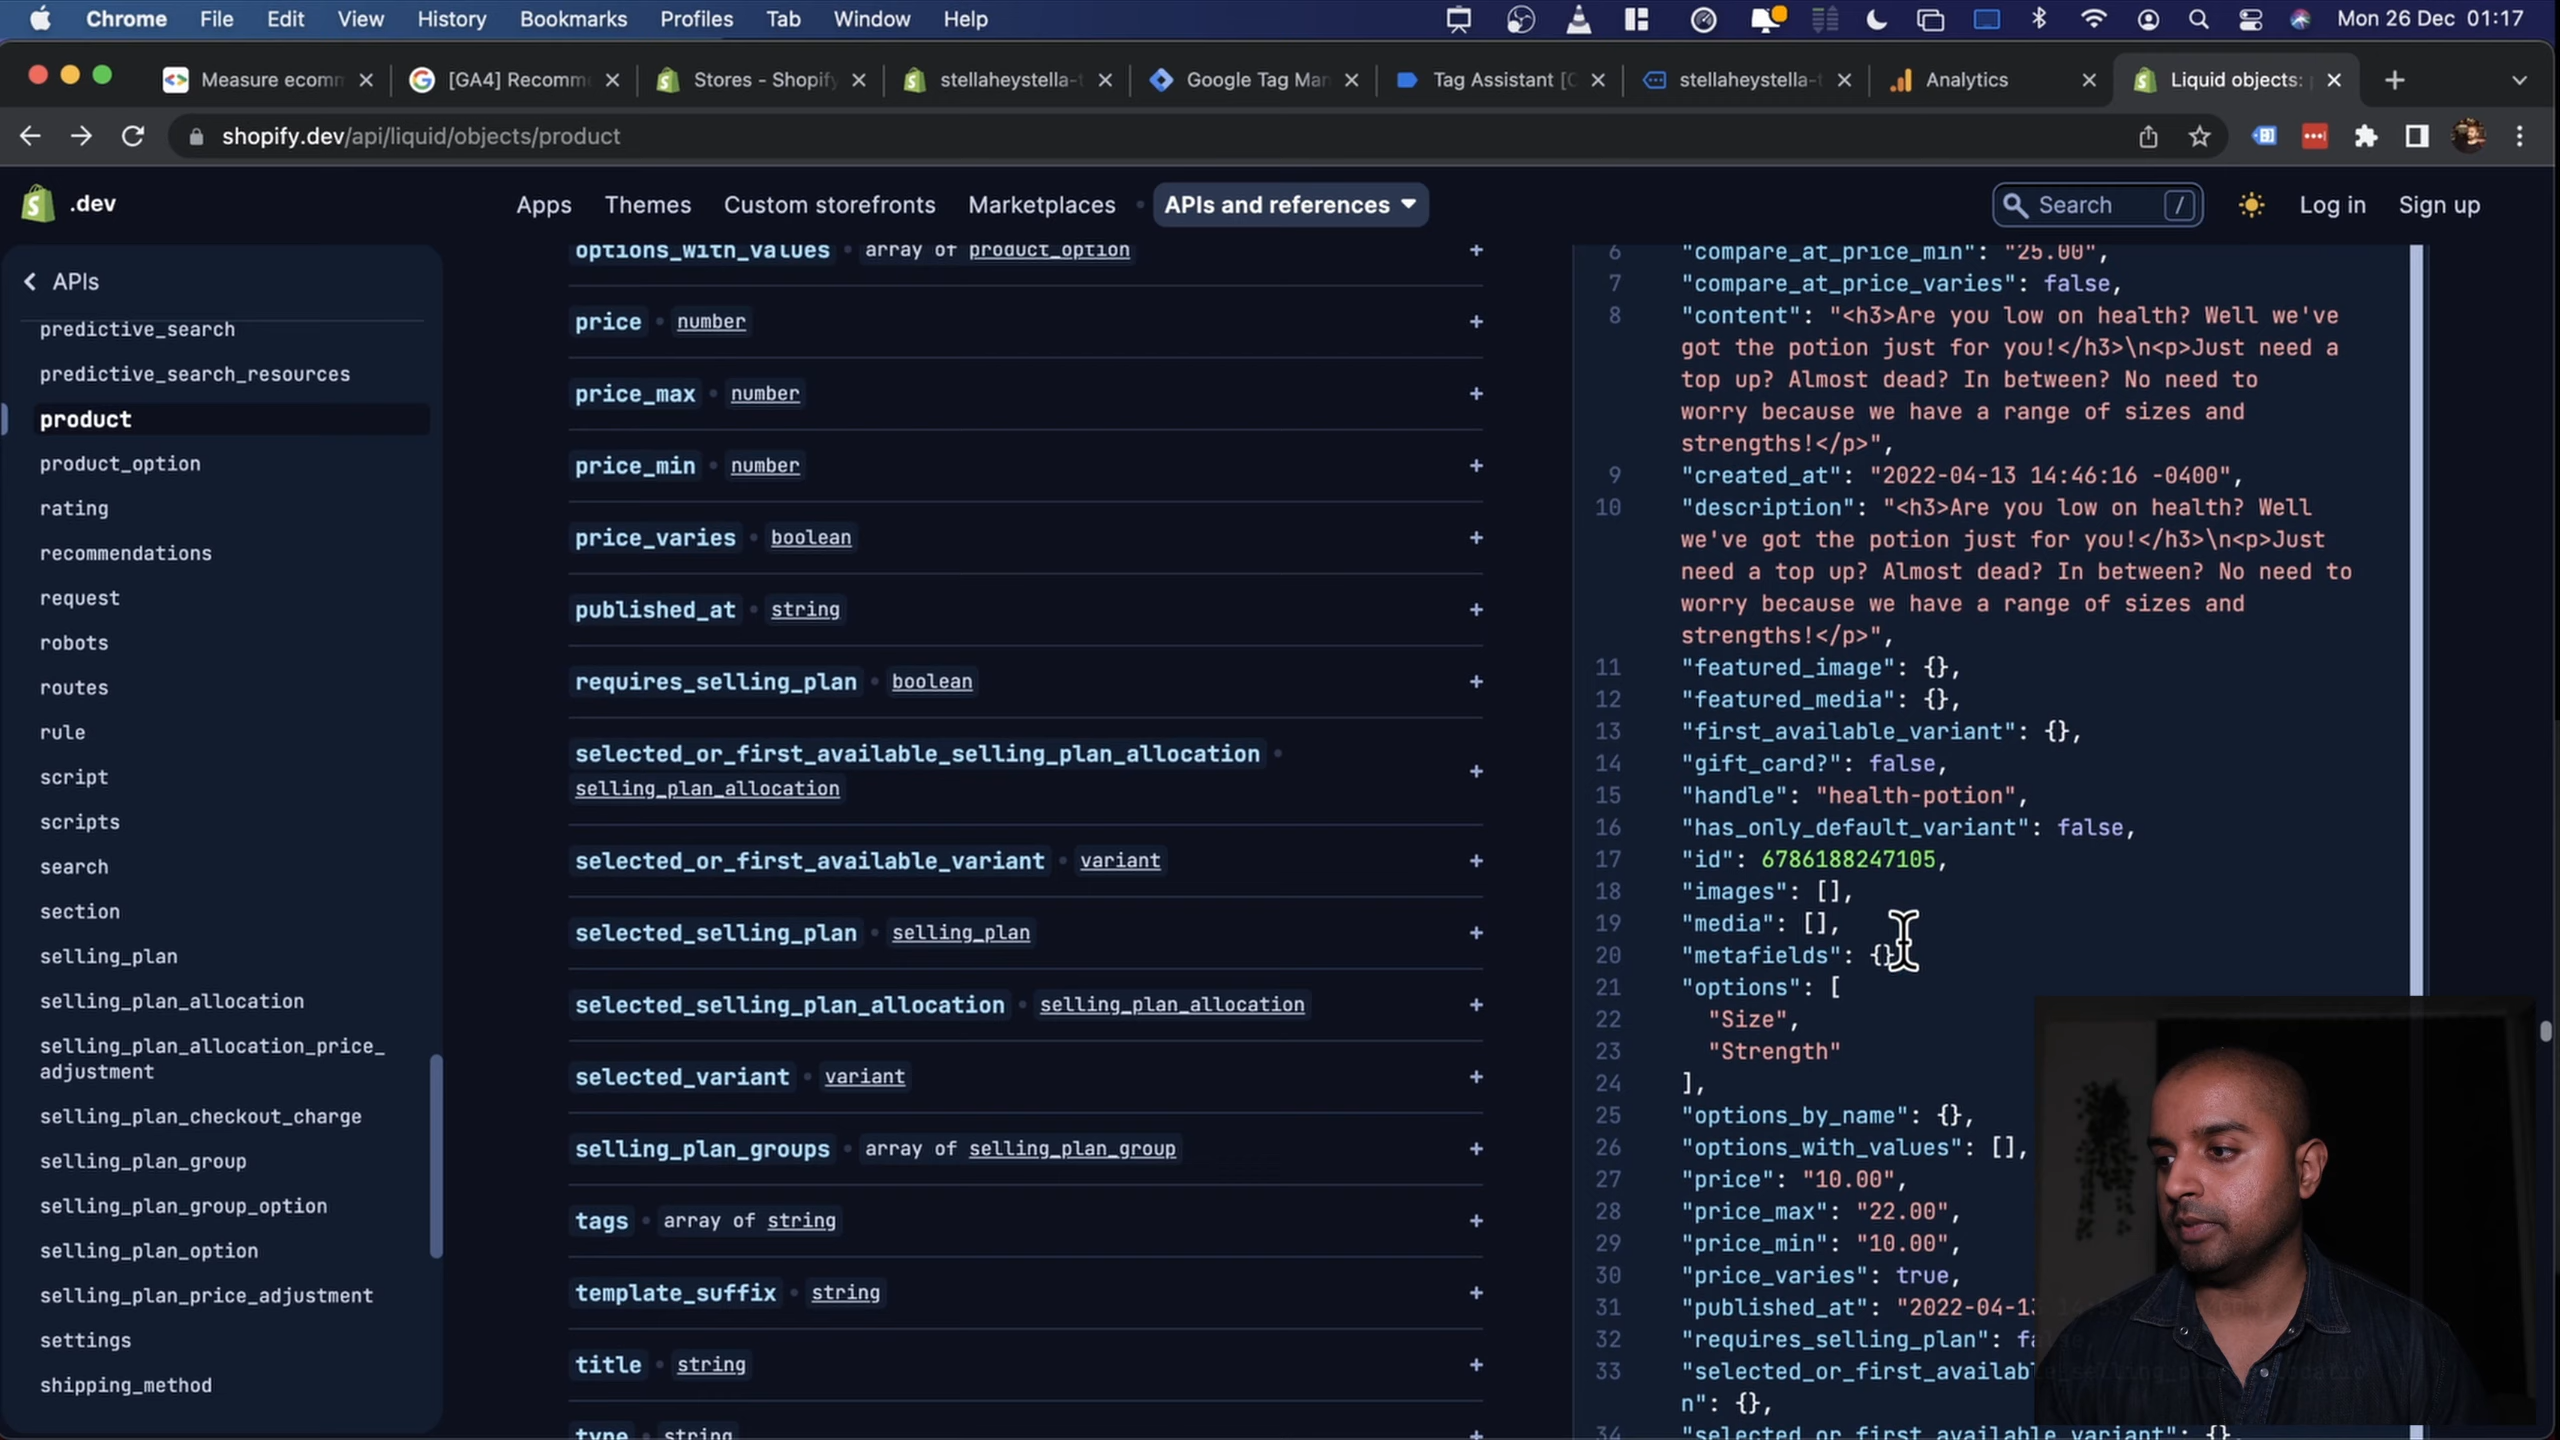 Chrome File Edit View History Bookmarks Profiles Tab Window Help Mon 26 Dec 01:17
Measure ecomm [GA4] Recomme Stores - Shopify stellaheystella-t Google Tag Man Tag Assistant [C stellaheystella-t Analytics Liquid objects: p
shopify.dev/api/liquid/objects/product
.dev Apps Themes Custom storefronts Marketplaces APIs and references Search / Log in Sign up
APIs
predictive_search
predictive_search_resources
product
product_option
rating
recommendations
request
robots
routes
rule
script
scripts
search
section
selling_plan
selling_plan_allocation
selling_plan_allocation_price_
adjustment
selling_plan_checkout_charge
selling_plan_group
selling_plan_group_option
selling_plan_option
selling_plan_price_adjustment
settings
shipping_method
options_with_values • array of product_option +
price • number +
price_max • number +
price_min • number +
price_varies • boolean +
published_at • string +
requires_selling_plan • boolean +
selected_or_first_available_selling_plan_allocation •
selling_plan_allocation +
selected_or_first_available_variant • variant +
selected_selling_plan • selling_plan +
selected_selling_plan_allocation • selling_plan_allocation +
selected_variant • variant +
selling_plan_groups • array of selling_plan_group +
tags • array of string +
template_suffix • string +
title • string +
type • string
6 "compare_at_price_min": "25.00",
7 "compare_at_price_varies": false,
8 "content": "<h3>Are you low on health? Well we've
got the potion just for you!</h3>\n<p>Just need a
top up? Almost dead? In between? No need to
worry because we have a range of sizes and
strengths!</p>",
9 "created_at": "2022-04-13 14:46:16 -0400",
10 "description": "<h3>Are you low on health? Well
we've got the potion just for you!</h3>\n<p>Just
need a top up? Almost dead? In between? No need to
worry because we have a range of sizes and
strengths!</p>",
11 "featured_image": {},
12 "featured_media": {},
13 "first_available_variant": {},
14 "gift_card?": false,
15 "handle": "health-potion",
16 "has_only_default_variant": false,
17 "id": 6786188247105,
18 "images": [],
19 "media": [],
20 "metafields": {}
21 "options": [
22 "Size",
23 "Strength"
24 ],
25 "options_by_name": {},
26 "options_with_values": [],
27 "price": "10.00",
28 "price_max": "22.00",
29 "price_min": "10.00",
30 "price_varies": true,
31 "published_at": "2022-04-13
32 "requires_selling_plan": false,
33 "selected_or_first_available_selling_plan_allocatio
n": {},
34 "selected_or_first_available_variant": {},